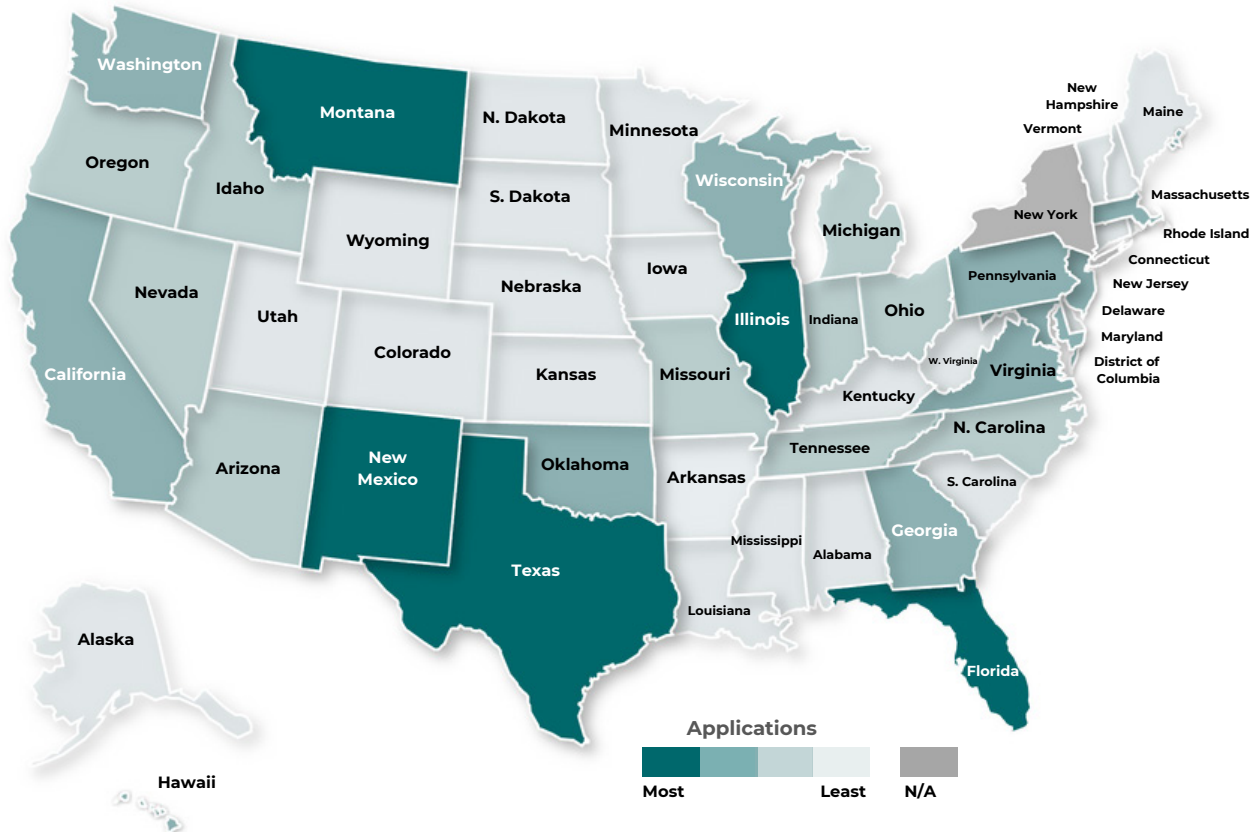 Washington
Montana
N. Dakota
Minnesota
New
Hampshire
Maine
Vermont
Oregon
Idaho
S. Dakota
Wisconsin
Michigan
New York
Massachusetts
Rhode Island
Connecticut
Wyoming
Iowa
Pennsylvania
New Jersey
Nevada
Utah
Nebraska
Illinois
Indiana
Ohio
Delaware
Maryland
District of
Columbia
California
Colorado
Kansas
Missouri
W. Virginia
Virginia
Kentucky
N. Carolina
Tennessee
Arizona
New
Mexico
Oklahoma
Arkansas
S. Carolina
Mississippi
Alabama
Georgia
Texas
Louisiana
Alaska
Florida
Hawaii
Applications
Most
Least
N/A